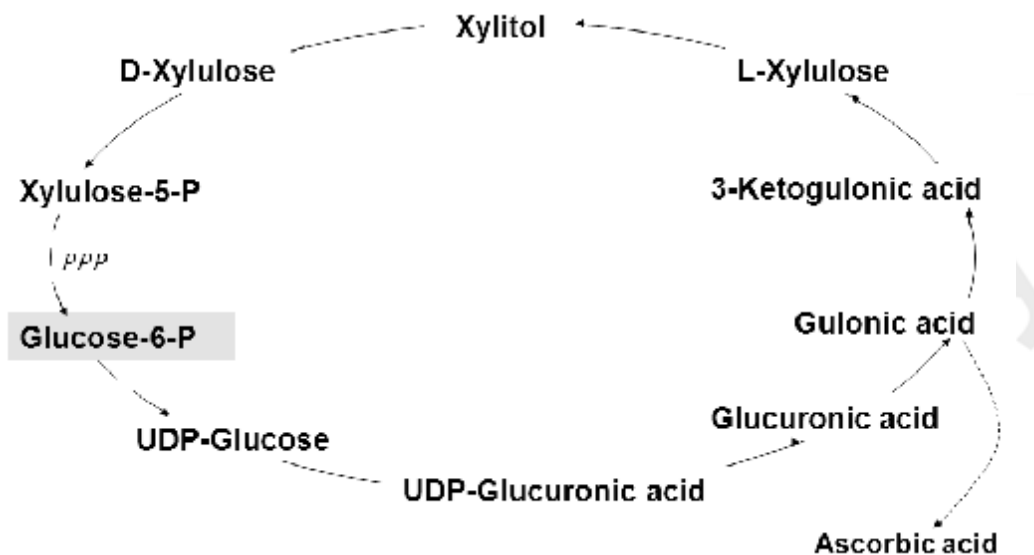 Xylitol
D-Xylulose
L-Xylulose
Xylulose-5-P
3-Ketogulonic acid
ppp
Glucose-6-P
Gulonic acid
Glucuronic acid
UDP-Glucose
UDP-Glucuronic acid
Ascorbic acid